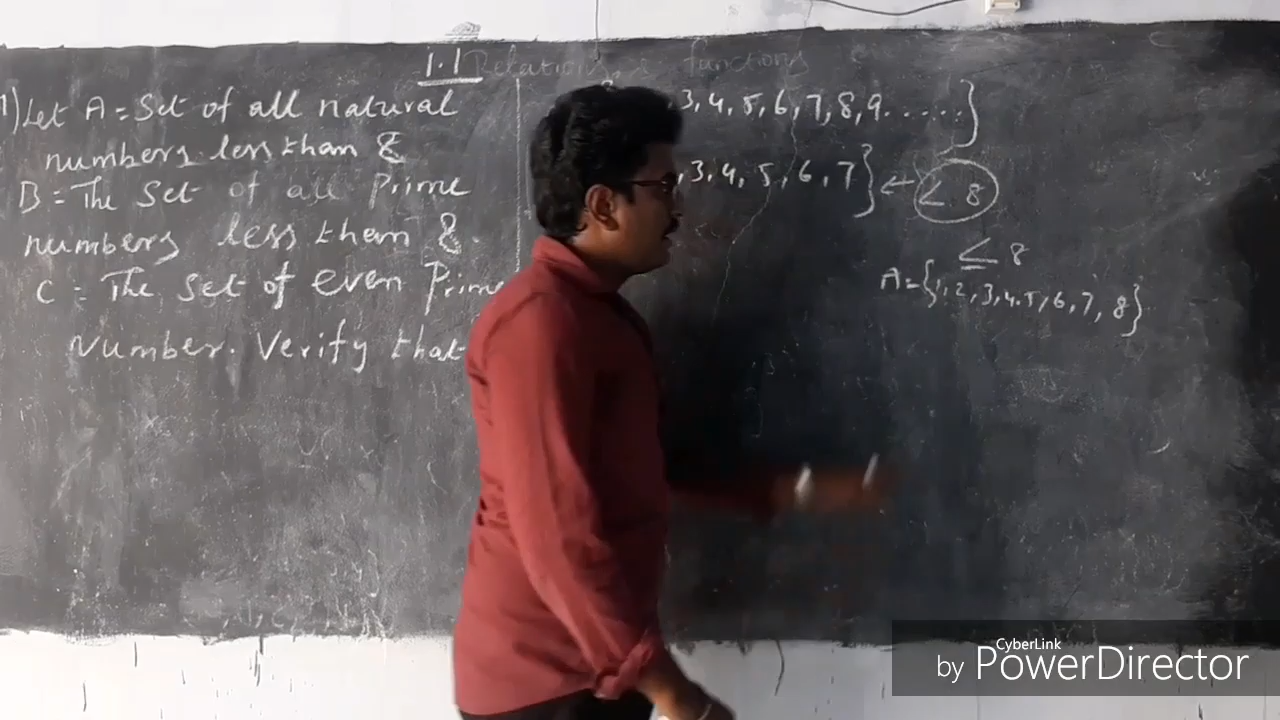 1.1 Relations & functions
1) Let A = Set of all natural
numbers less than 8
B = The Set of all Prime
numbers less than 8.
C = The Set of even Prime
Number. Verify that
3, 4, 5, 6, 7, 8, 9 ......}
, 3, 4, 5, 6, 7} ← < 8
≤ 8
A = {1, 2, 3, 4, 5, 6, 7, 8}
CyberLink
by PowerDirector